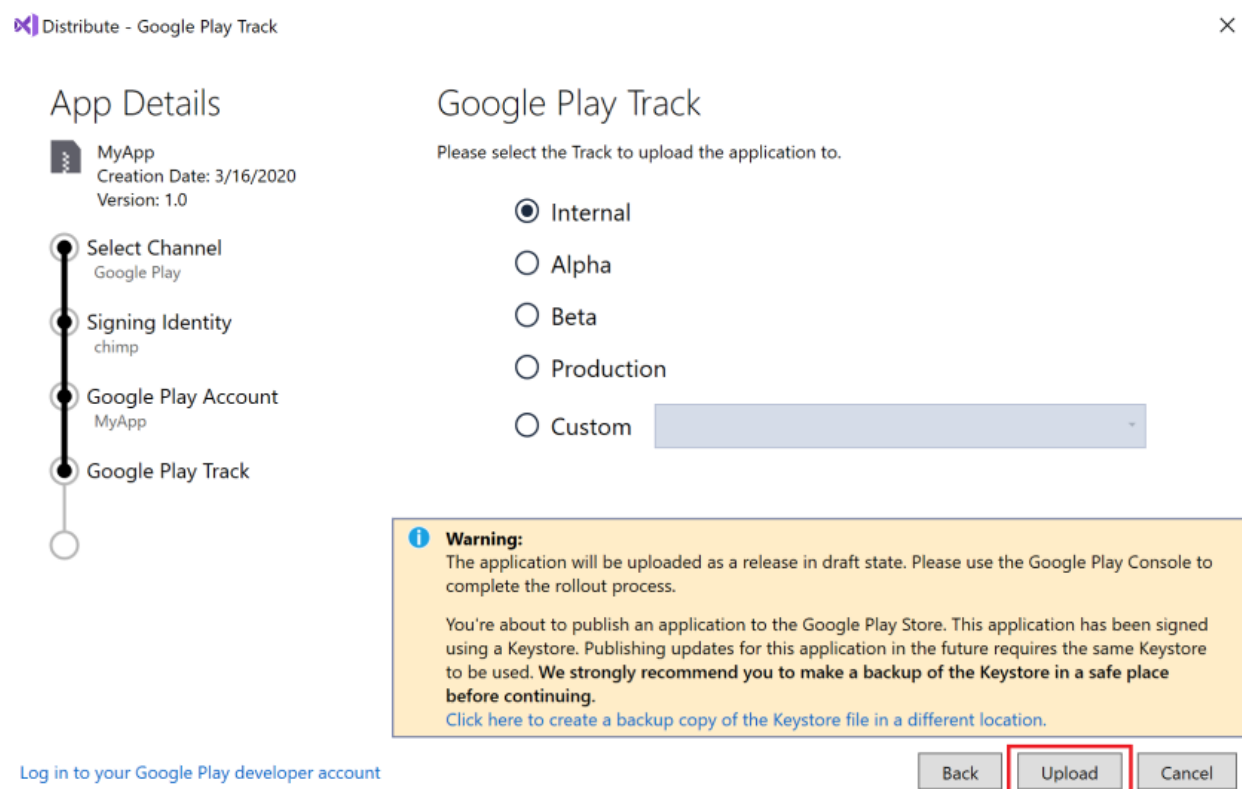 Distribute - Google Play Track
App Details
MyApp
Creation Date: 3/16/2020
Version: 1.0
Select Channel
Google Play
Signing Identity
chimp
Google Play Account
MyApp
Google Play Track
Google Play Track
Please select the Track to upload the application to.
Internal
Alpha
Beta
Production
Custom
Warning:
The application will be uploaded as a release in draft state. Please use the Google Play Console to
complete the rollout process.
You're about to publish an application to the Google Play Store. This application has been signed
using a Keystore. Publishing updates for this application in the future requires the same Keystore
to be used. We strongly recommend you to make a backup of the Keystore in a safe place
before continuing.
Click here to create a backup copy of the Keystore file in a different location.
Log in to your Google Play developer account
Back
Upload
Cancel